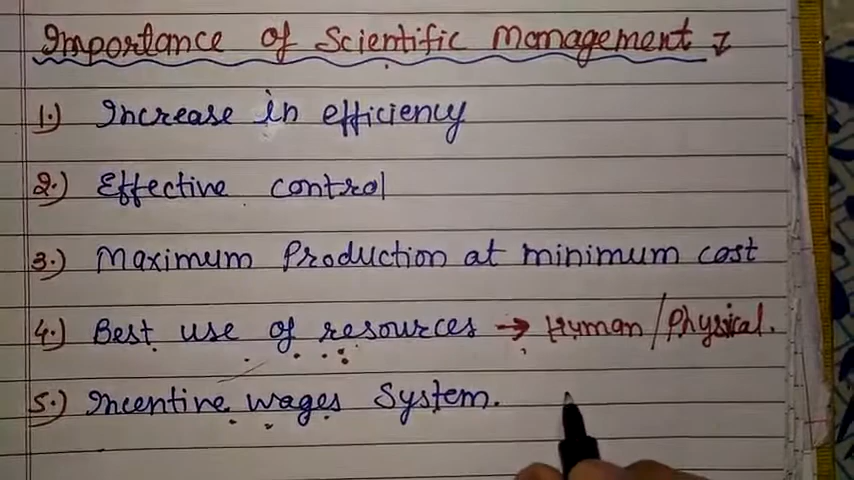 Importance of Scientific Management :
1.) Increase in efficiency
2.) Effective control
3.) Maximum Production at minimum cost
4.) Best use of resources → Human/Physical.
5.) Incentive wages System.